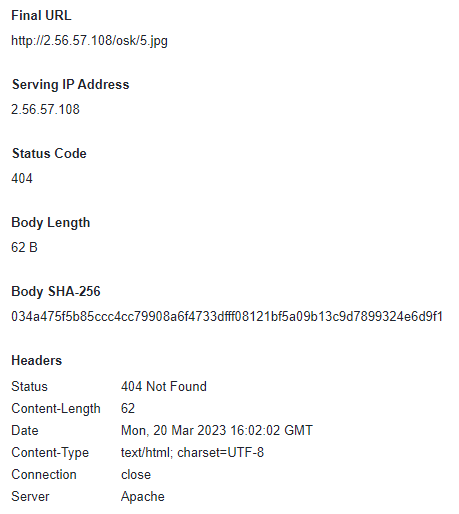 Final URL
http://2.56.57.108/osk/5.jpg
Serving IP Address
2.56.57.108
Status Code
404
Body Length
62 B
Body SHA-256
034a475f5b85ccc4cc79908a6f4733dfff08121bf5a09b13c9d7899324e6d9f1
Headers
Status 404 Not Found
Content-Length 62
Date Mon, 20 Mar 2023 16:02:02 GMT
Content-Type text/html; charset=UTF-8
Connection close
Server Apache